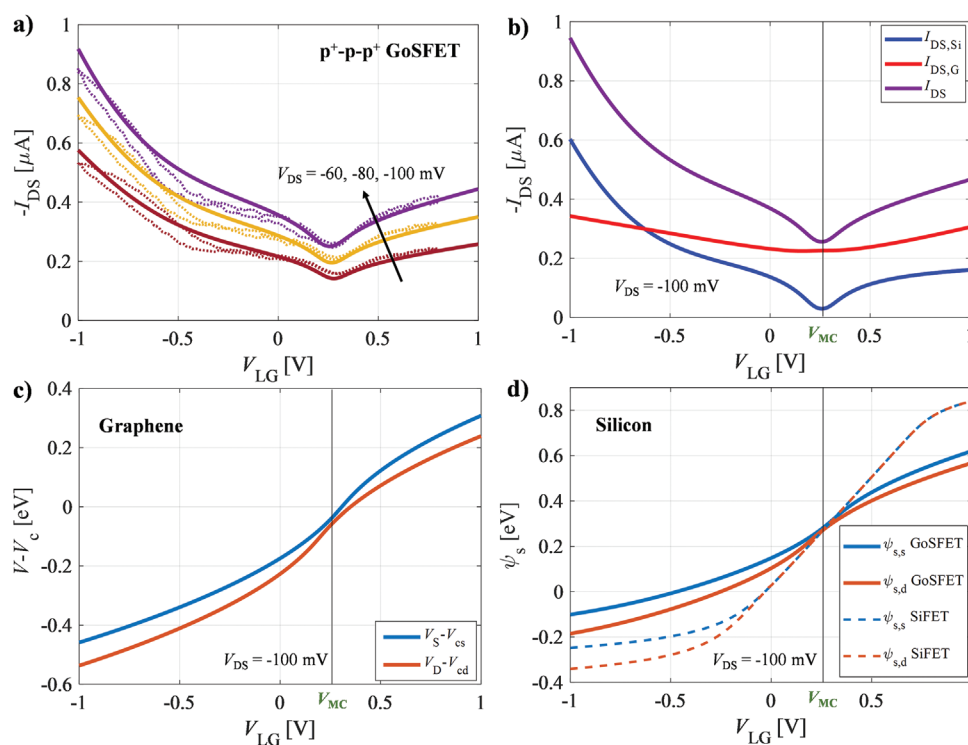 a)
p⁺-p-p⁺ GoSFET
V_DS = -60, -80, -100 mV
-I_DS [μA]
1
0.8
0.6
0.4
0.2
0
-1 -0.5 0 0.5 1
V_LG [V]
b)
I_DS,Si
I_DS,G
I_DS
V_DS = -100 mV
-I_DS [μA]
1
0.8
0.6
0.4
0.2
0
-1 -0.5 0 V_MC 0.5 1
V_LG [V]
c)
Graphene
V-V_c [eV]
0.4
0.2
0
-0.2
-0.4
-0.6
V_S-V_cs
V_D-V_cd
V_DS = -100 mV
-1 -0.5 0 V_MC 0.5 1
V_LG [V]
d)
Silicon
ψ_s [eV]
0.8
0.6
0.4
0.2
0
-0.2
-0.4
ψ_s,s GoSFET
ψ_s,d GoSFET
ψ_s,s SiFET
ψ_s,d SiFET
V_DS = -100 mV
-1 -0.5 0 V_MC 0.5 1
V_LG [V]